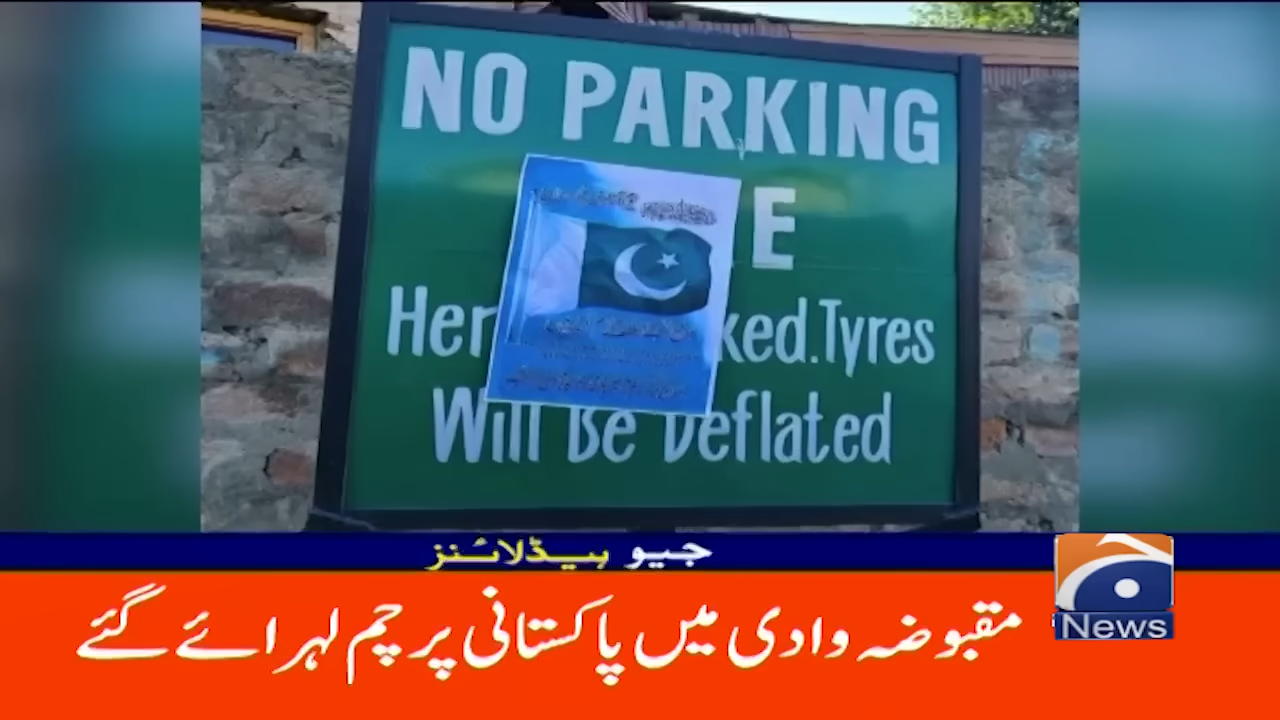 NO PARKING
E
Her ked.Tyres
Will Be Deflated
جیو ہیڈلائنز
مقبوضہ وادی میں پاکستانی پرچم لہرائے گئے
News